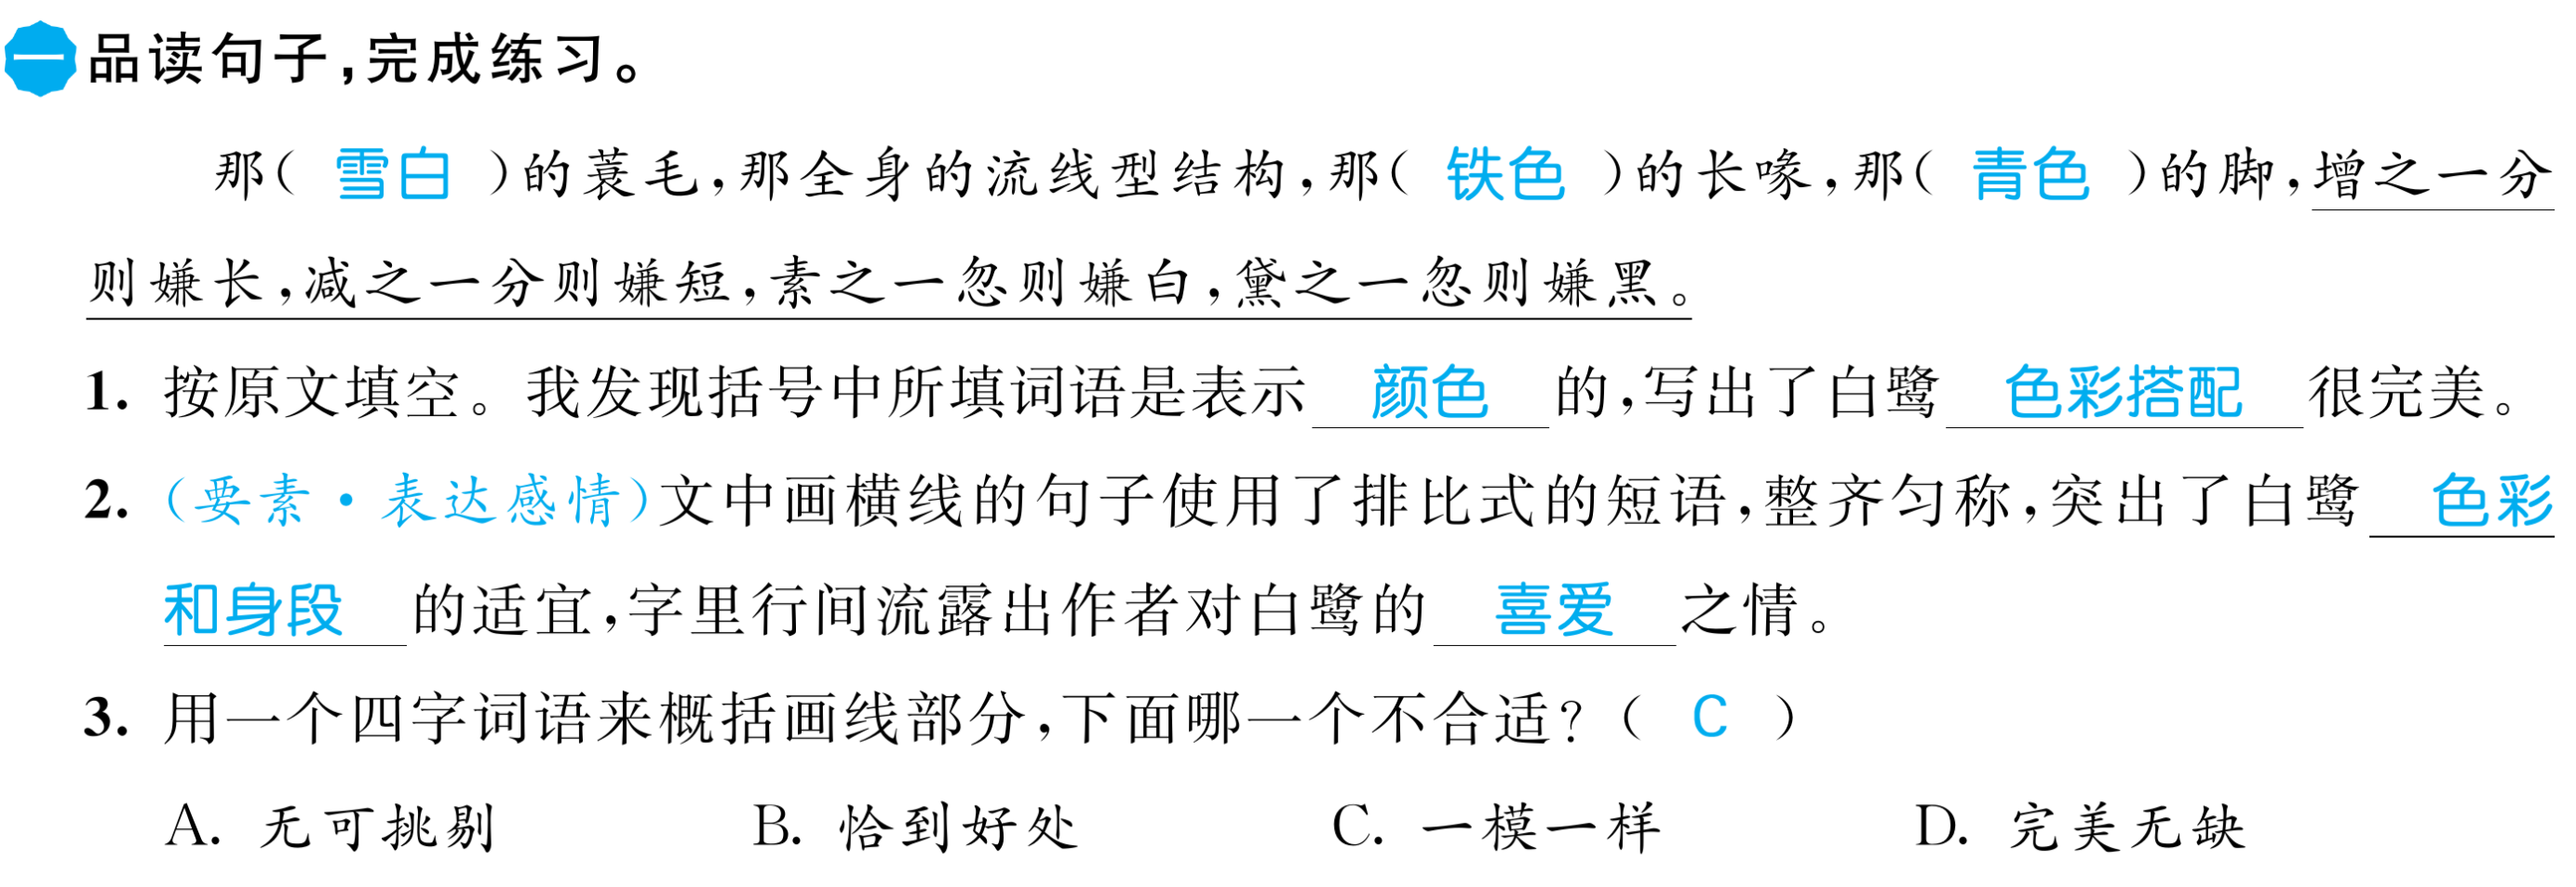 一 品读句子,完成练习。
那( 雪白 )的蓑毛,那全身的流线型结构,那( 铁色 )的长喙,那( 青色 )的脚,增之一分
则嫌长,减之一分则嫌短,素之一忽则嫌白,黛之一忽则嫌黑。
1. 按原文填空。我发现括号中所填词语是表示 颜色 的,写出了白鹭 色彩搭配 很完美。
2. (要素·表达感情)文中画横线的句子使用了排比式的短语,整齐匀称,突出了白鹭 色彩
和身段 的适宜,字里行间流露出作者对白鹭的 喜爱 之情。
3. 用一个四字词语来概括画线部分,下面哪一个不合适?( C )
A. 无可挑剔 B. 恰到好处 C. 一模一样 D. 完美无缺